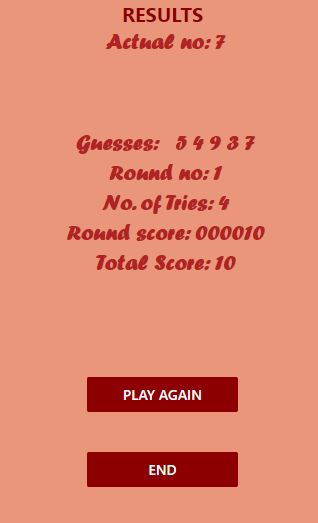 RESULTS
Actual no: 7
Guesses: 5 4 9 3 7
Round no: 1
No. of Tries: 4
Round score: 000010
Total Score: 10
PLAY AGAIN
END